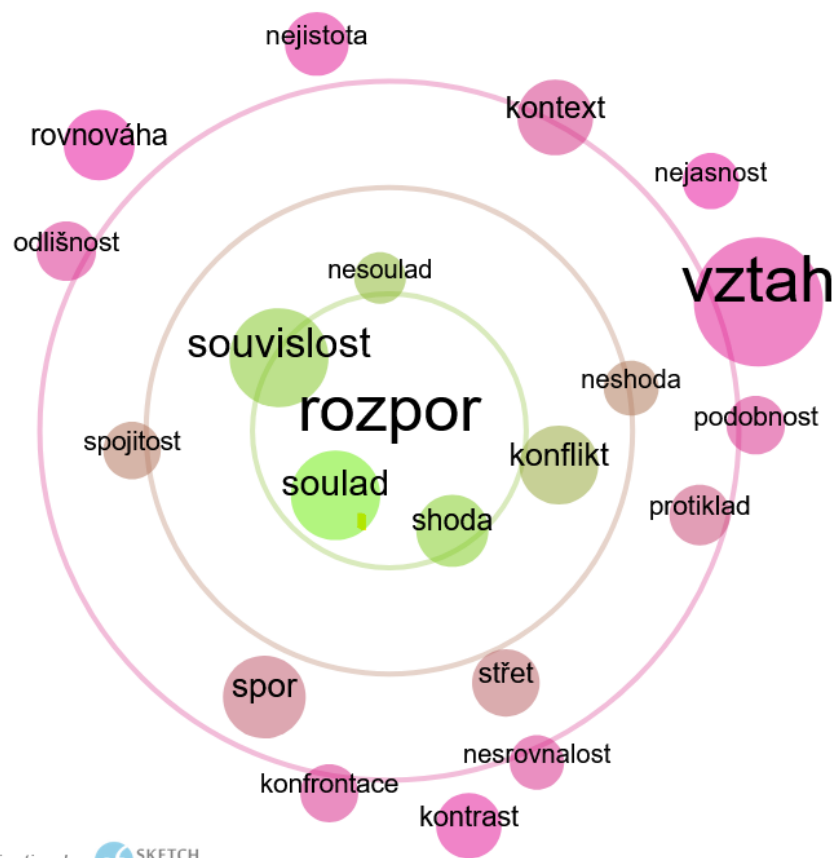 nejistota
kontext
rovnováha
nejasnost
odlišnost
nesoulad
vztah
souvislost
neshoda
rozpor
podobnost
spojitost
konflikt
soulad
protiklad
shoda
střet
spor
nesrovnalost
konfrontace
kontrast
SKETCH